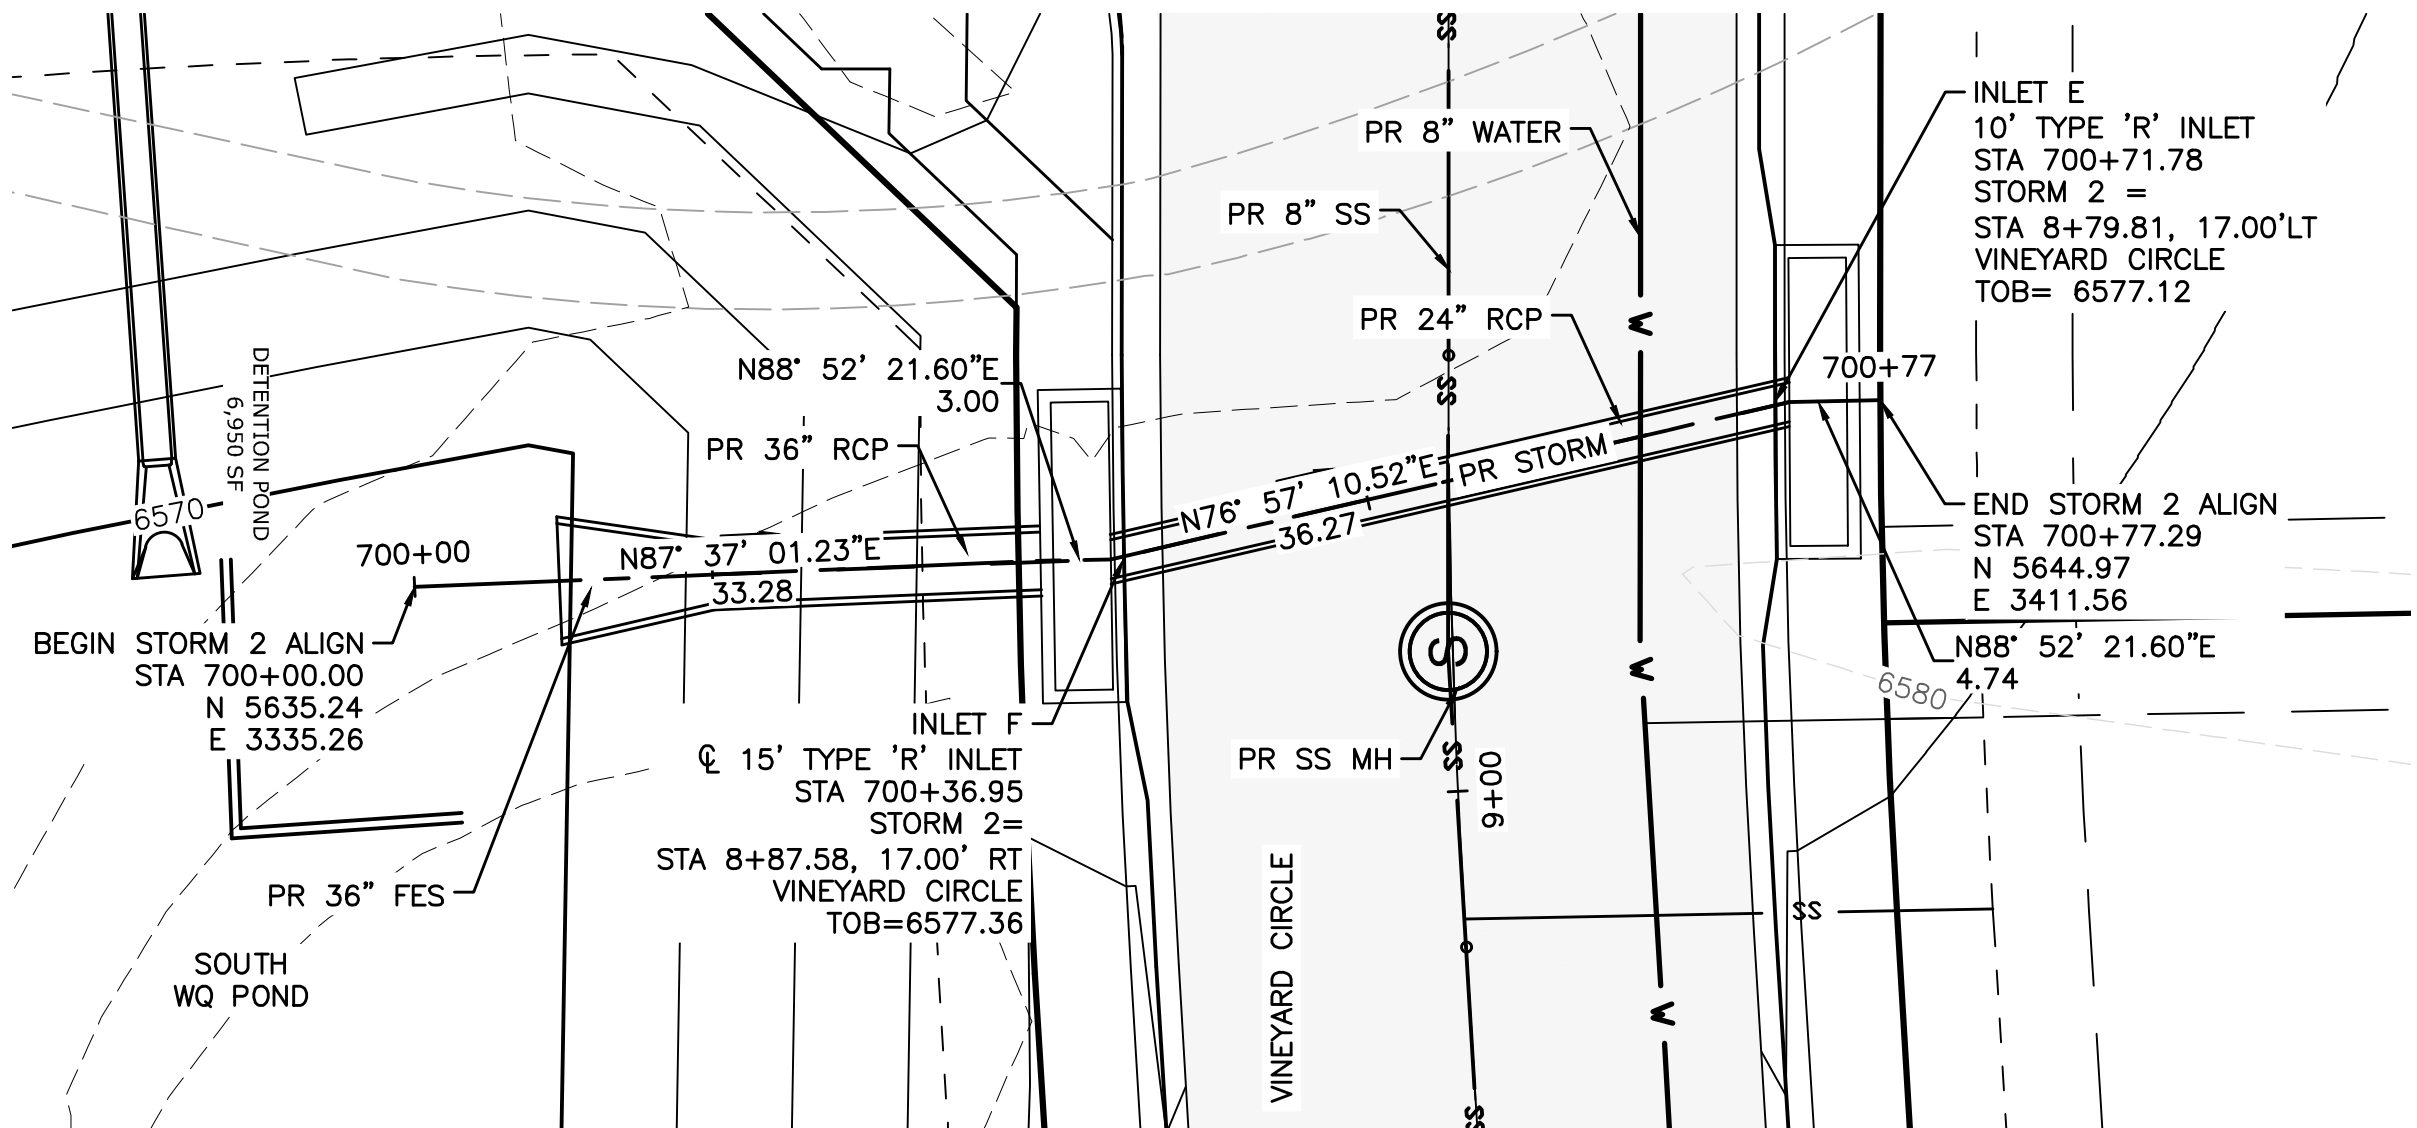 SS
INLET E
10' TYPE 'R' INLET
STA 700+71.78
STORM 2 =
STA 8+79.81, 17.00'LT
VINEYARD CIRCLE
TOB= 6577.12
PR 8" WATER
PR 8" SS
PR 24" RCP
W
SS
700+77
N88° 52' 21.60"E
3.00
PR 36" RCP
DETENTION POND
6,950 SF
6570
700+00
N87° 37' 01.23"E
33.28
N76° 57' 10.52"E
36.27
PR STORM
END STORM 2 ALIGN
STA 700+77.29
N 5644.97
E 3411.56
N88° 52' 21.60"E
4.74
6580
BEGIN STORM 2 ALIGN
STA 700+00.00
N 5635.24
E 3335.26
S
W
INLET F
℄ 15' TYPE 'R' INLET
STA 700+36.95
STORM 2=
STA 8+87.58, 17.00' RT
VINEYARD CIRCLE
TOB=6577.36
PR SS MH
SS
9+00
PR 36" FES
VINEYARD CIRCLE
SS
SOUTH
WQ POND
W
SS